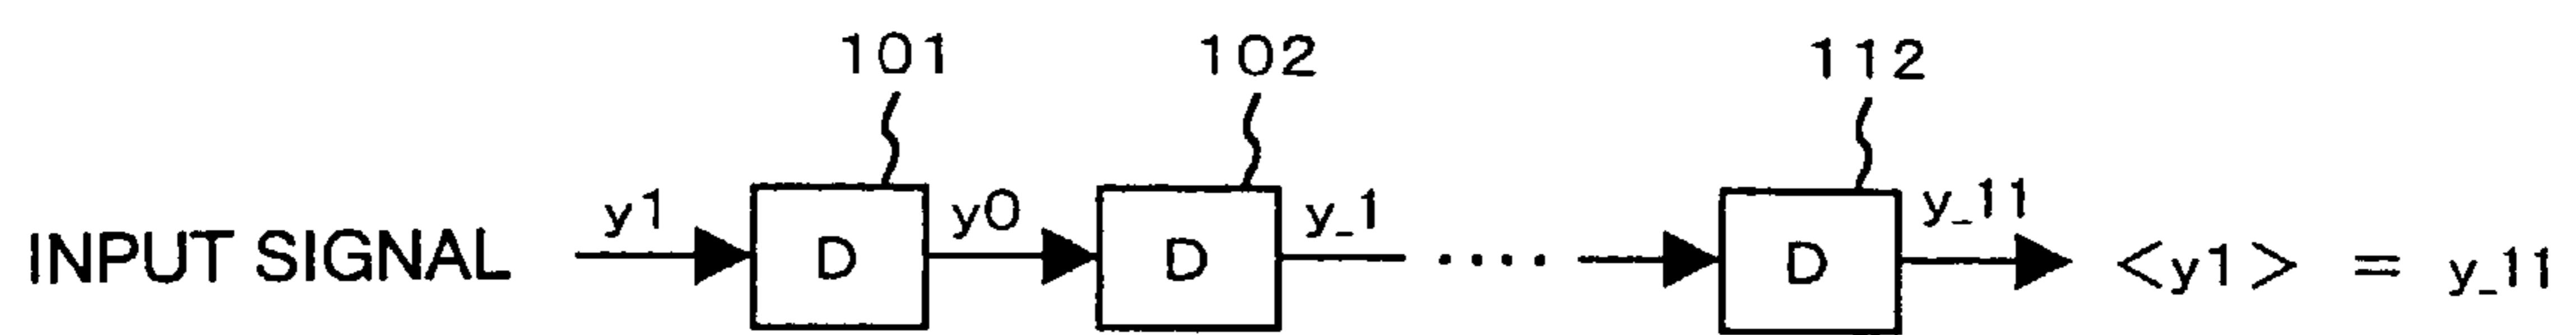 101 102 112
y1 y0 y_1 y_11
INPUT SIGNAL D D D <y1> = y_11